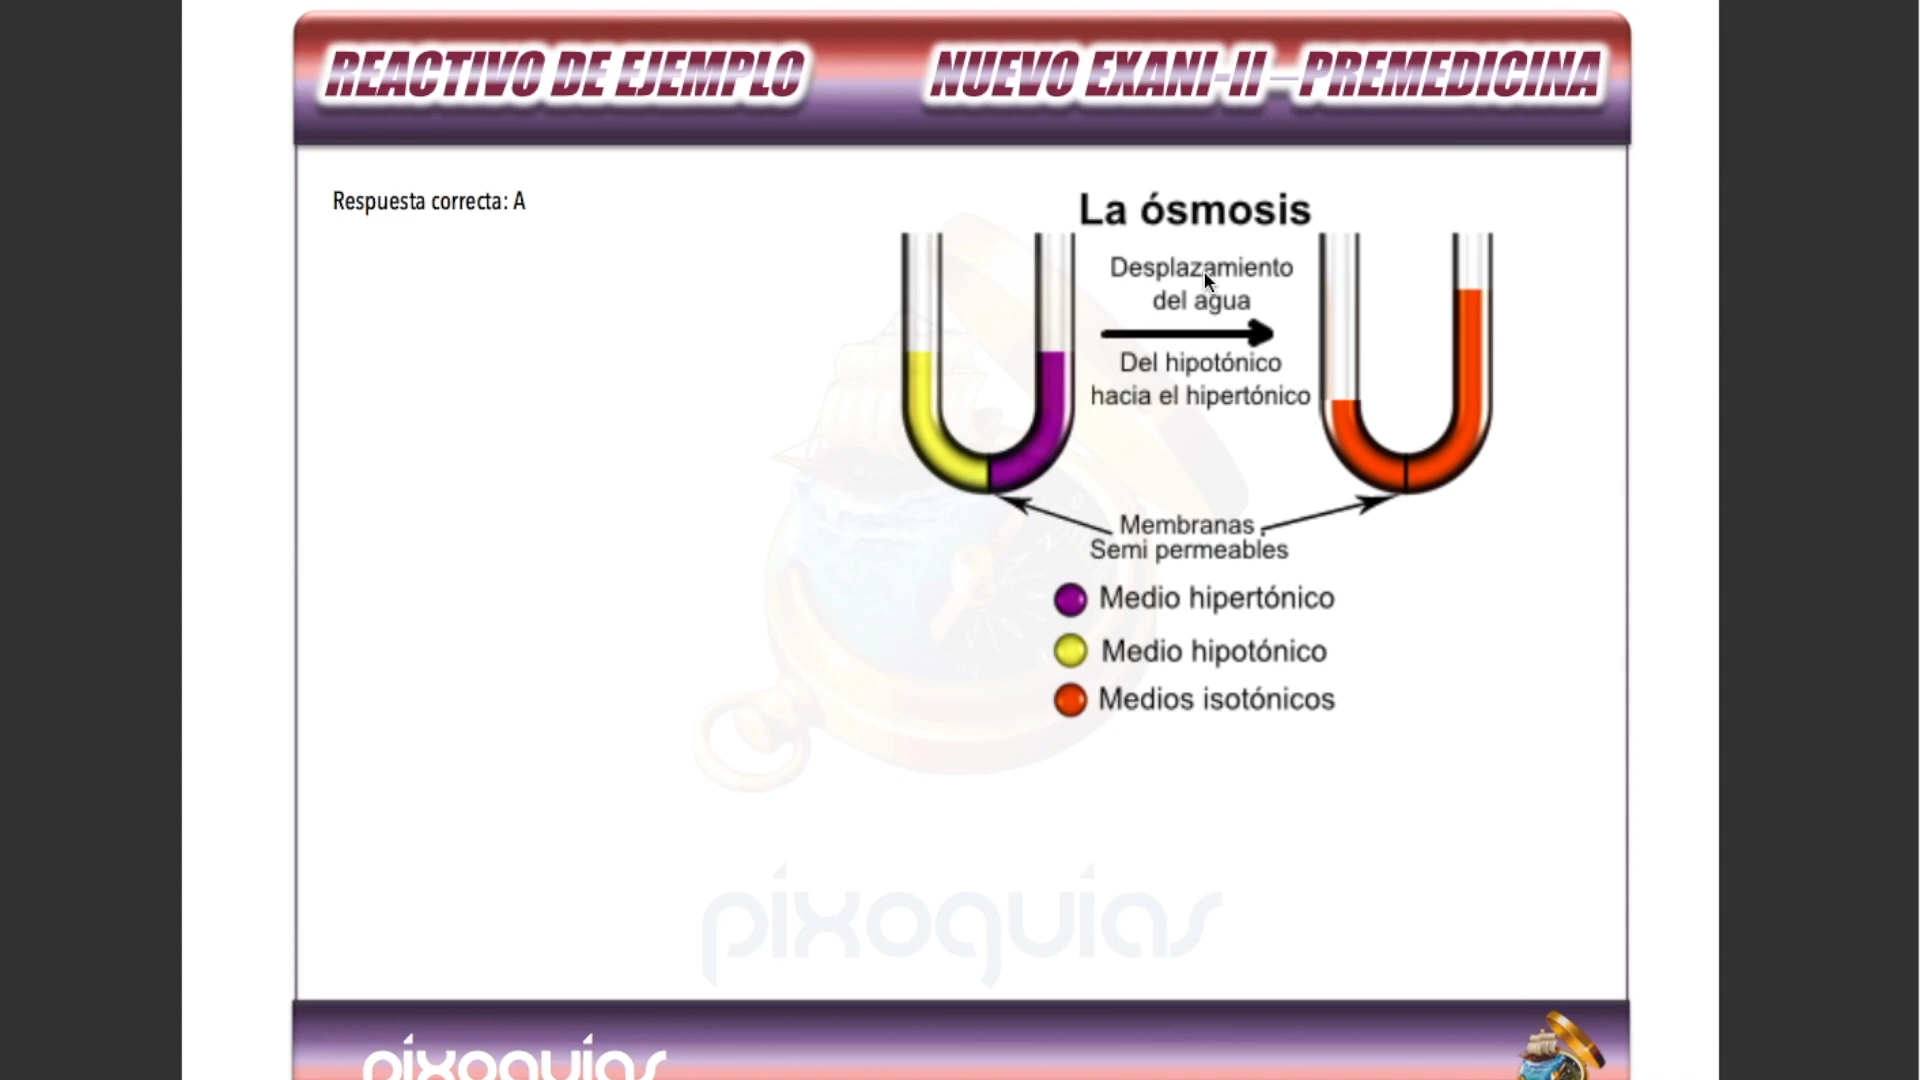 REACTIVO DE EJEMPLO
NUEVO EXANI-II – PREMEDICINA
Respuesta correcta: A
La ósmosis
Desplazamiento
del agua
Del hipotónico
hacia el hipertónico
Membranas
Semi permeables
Medio hipertónico
Medio hipotónico
Medios isotónicos
pixoguias
pixoguias